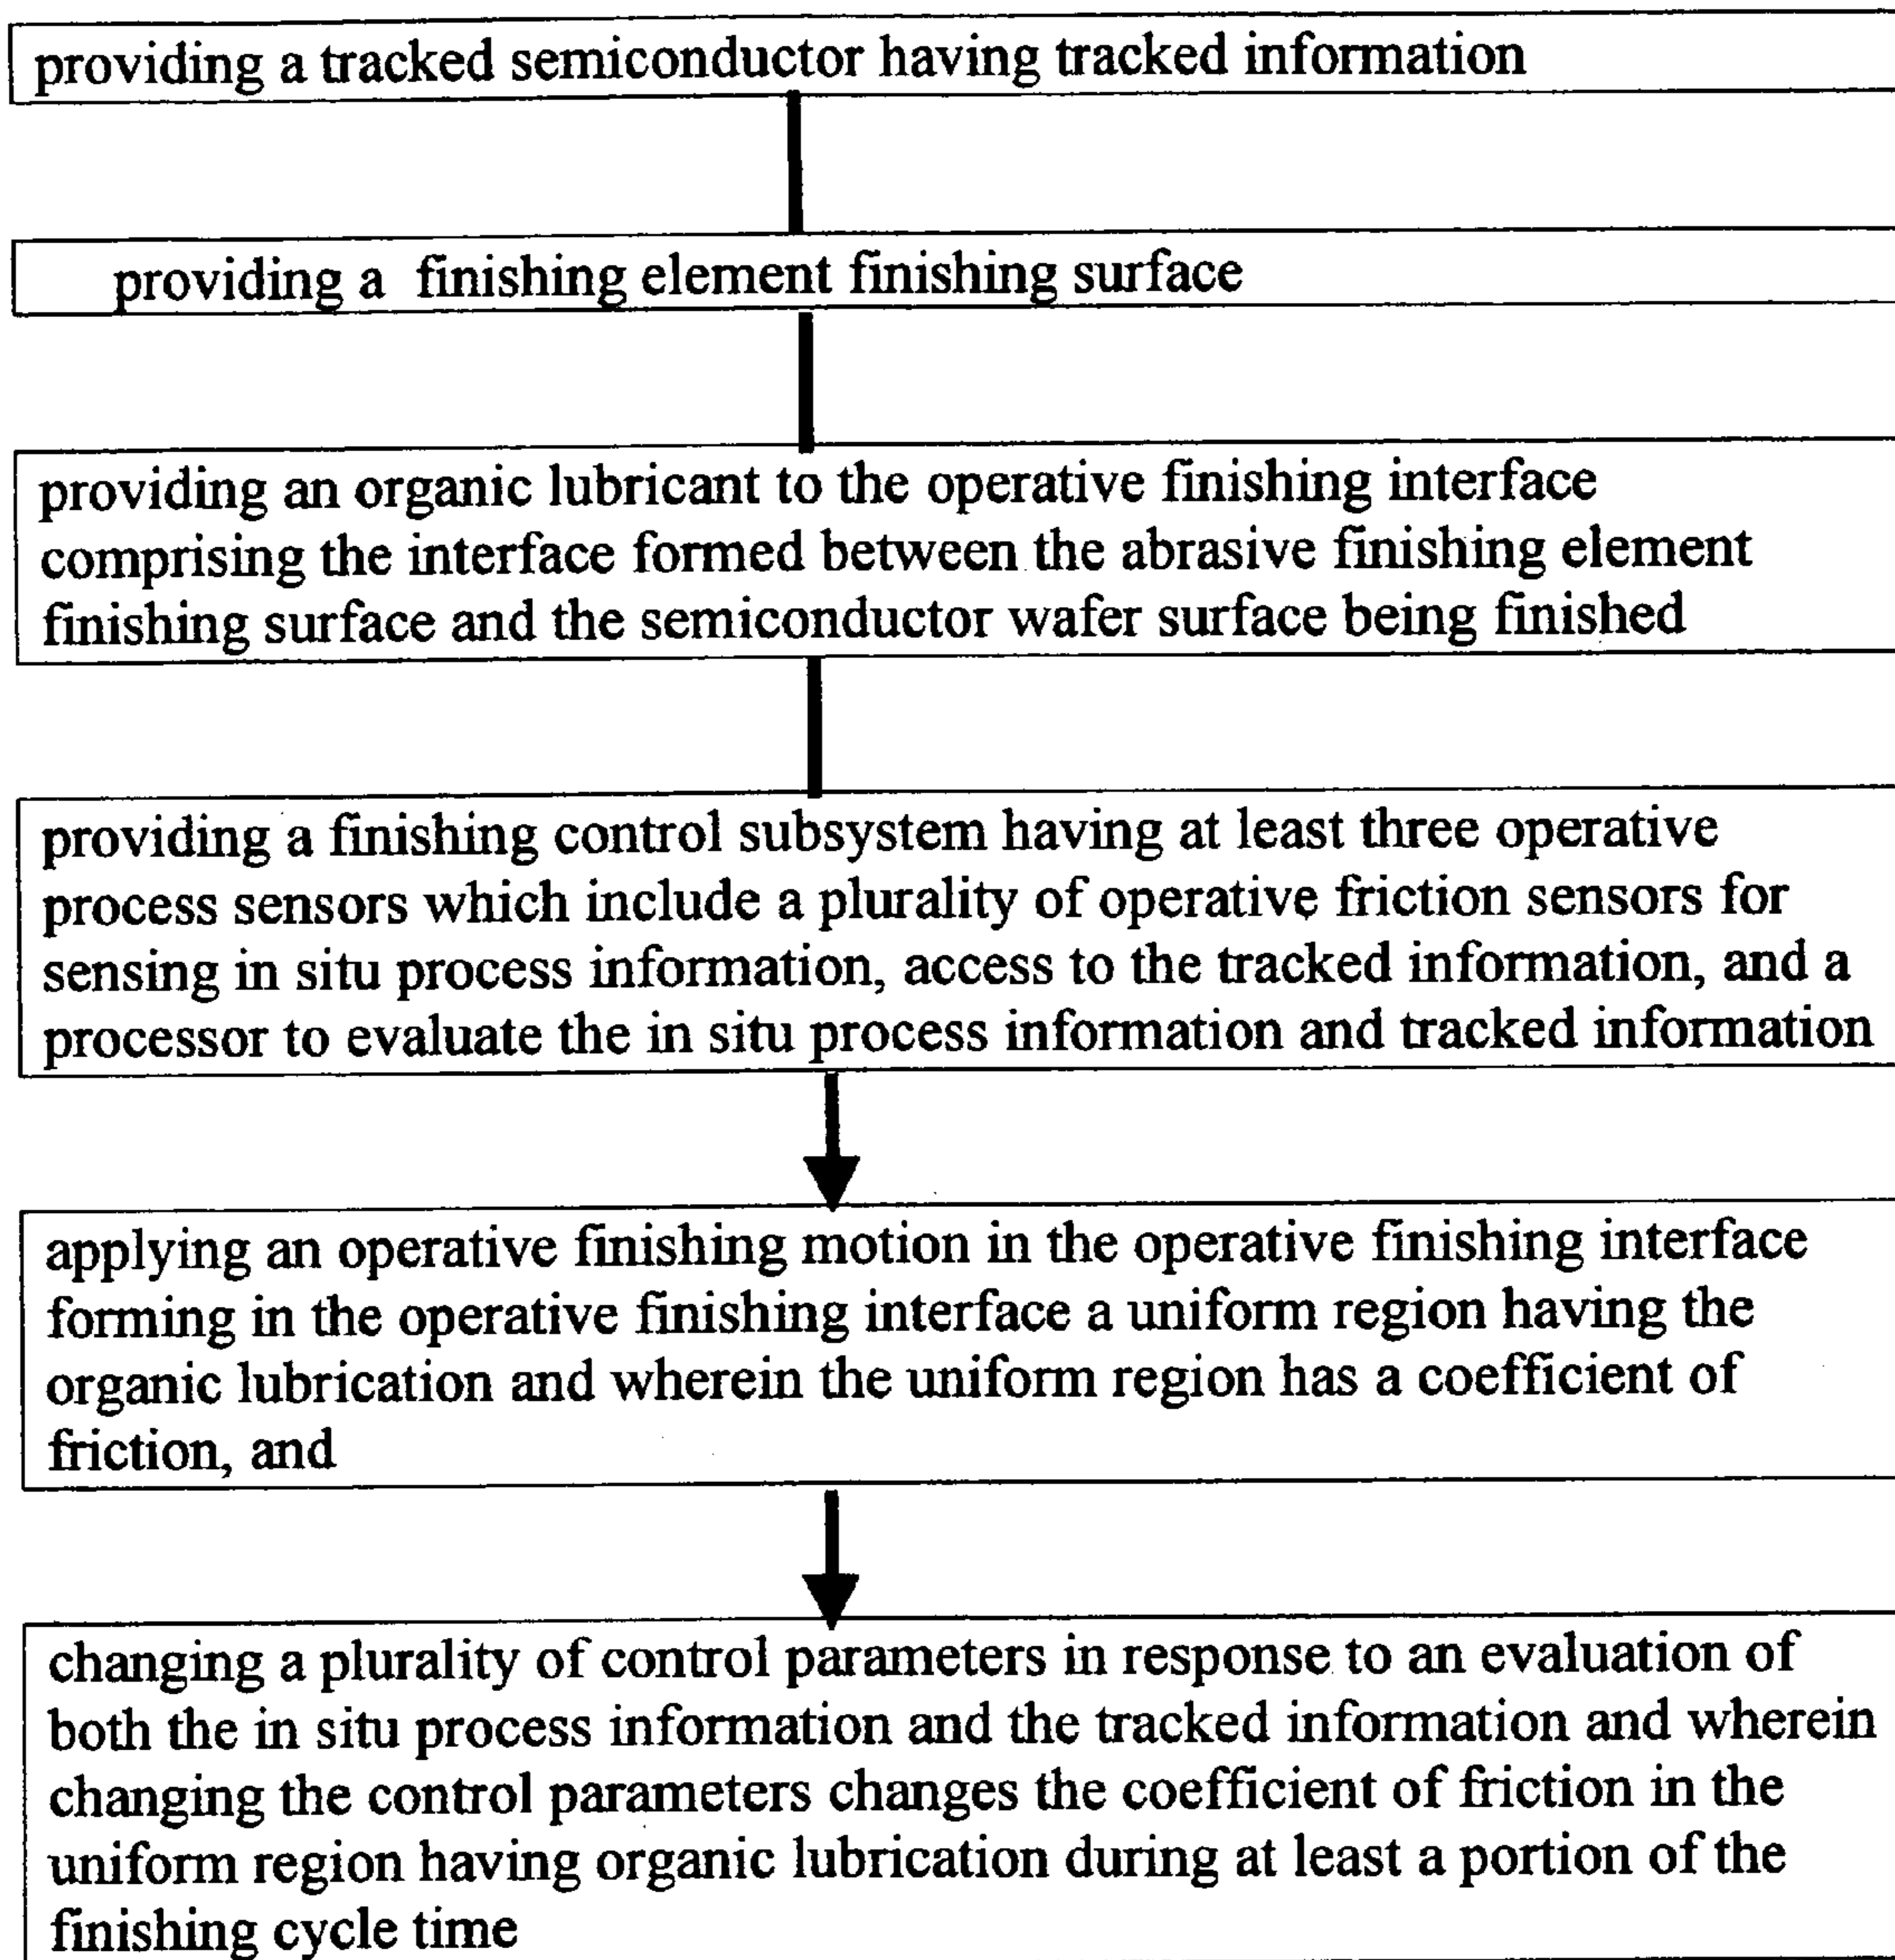 providing a tracked semiconductor having tracked information
providing a finishing element finishing surface
providing an organic lubricant to the operative finishing interface
comprising the interface formed between the abrasive finishing element
finishing surface and the semiconductor wafer surface being finished
providing a finishing control subsystem having at least three operative
process sensors which include a plurality of operative friction sensors for
sensing in situ process information, access to the tracked information, and a
processor to evaluate the in situ process information and tracked information
applying an operative finishing motion in the operative finishing interface
forming in the operative finishing interface a uniform region having the
organic lubrication and wherein the uniform region has a coefficient of
friction, and
changing a plurality of control parameters in response to an evaluation of
both the in situ process information and the tracked information and wherein
changing the control parameters changes the coefficient of friction in the
uniform region having organic lubrication during at least a portion of the
finishing cycle time